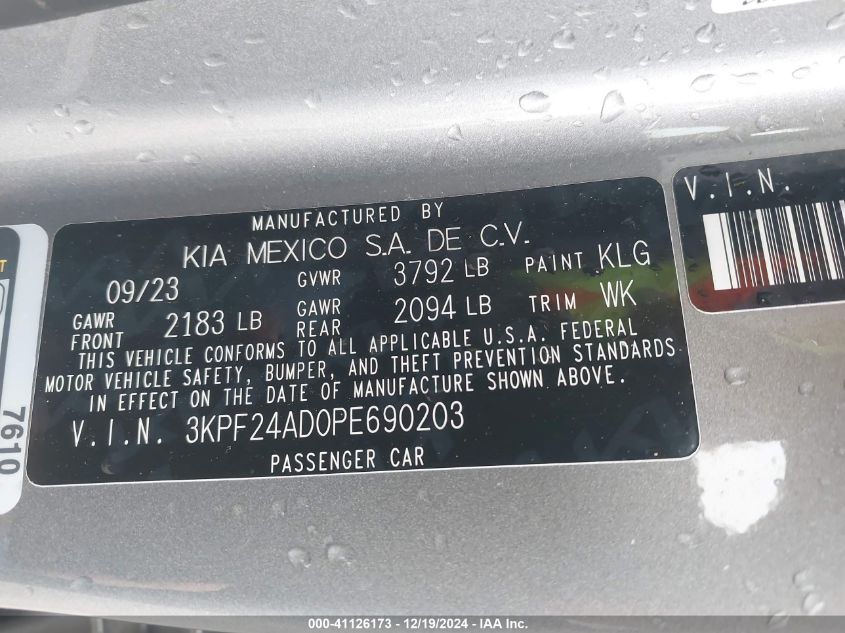 MANUFACTURED BY
KIA MEXICO S.A. DE C.V.
09/23 GVWR 3792 LB PAINT KLG
GAWR FRONT 2183 LB GAWR REAR 2094 LB TRIM WK
THIS VEHICLE CONFORMS TO ALL APPLICABLE U.S.A. FEDERAL
MOTOR VEHICLE SAFETY, BUMPER, AND THEFT PREVENTION STANDARDS
IN EFFECT ON THE DATE OF MANUFACTURE SHOWN ABOVE.
V.I.N. 3KPF24AD0PE690203
PASSENGER CAR
V.I.N.
7610
000-41126173 - 12/19/2024 - IAA Inc.